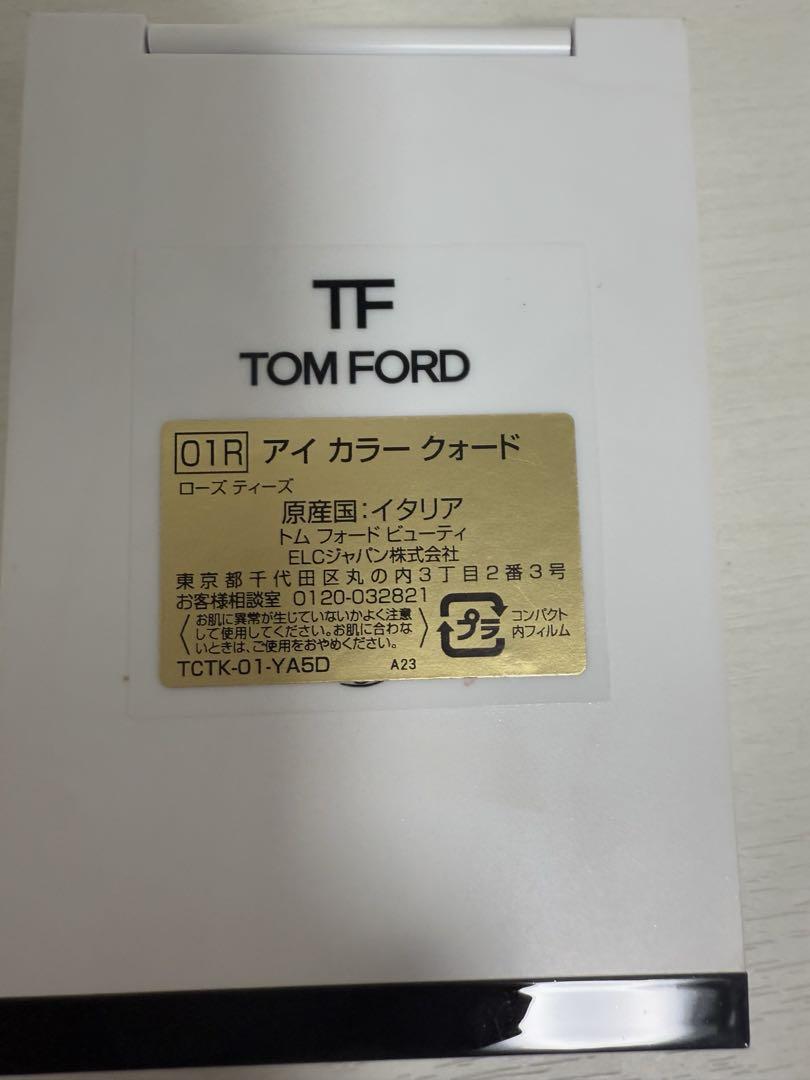 TF
TOM FORD
01R アイ カラー クォード
ローズ ティーズ
原産国:イタリア
トム フォード ビューティ
ELCジャパン株式会社
東京都千代田区丸の内3丁目2番3号
お客様相談室 0120-032821
お肌に異常が生じていないかよく注意
して使用してください。お肌に合わな
いときは、ご使用をおやめください。
プラ
コンパクト
内フィルム
TCTK-01-YA5D A23